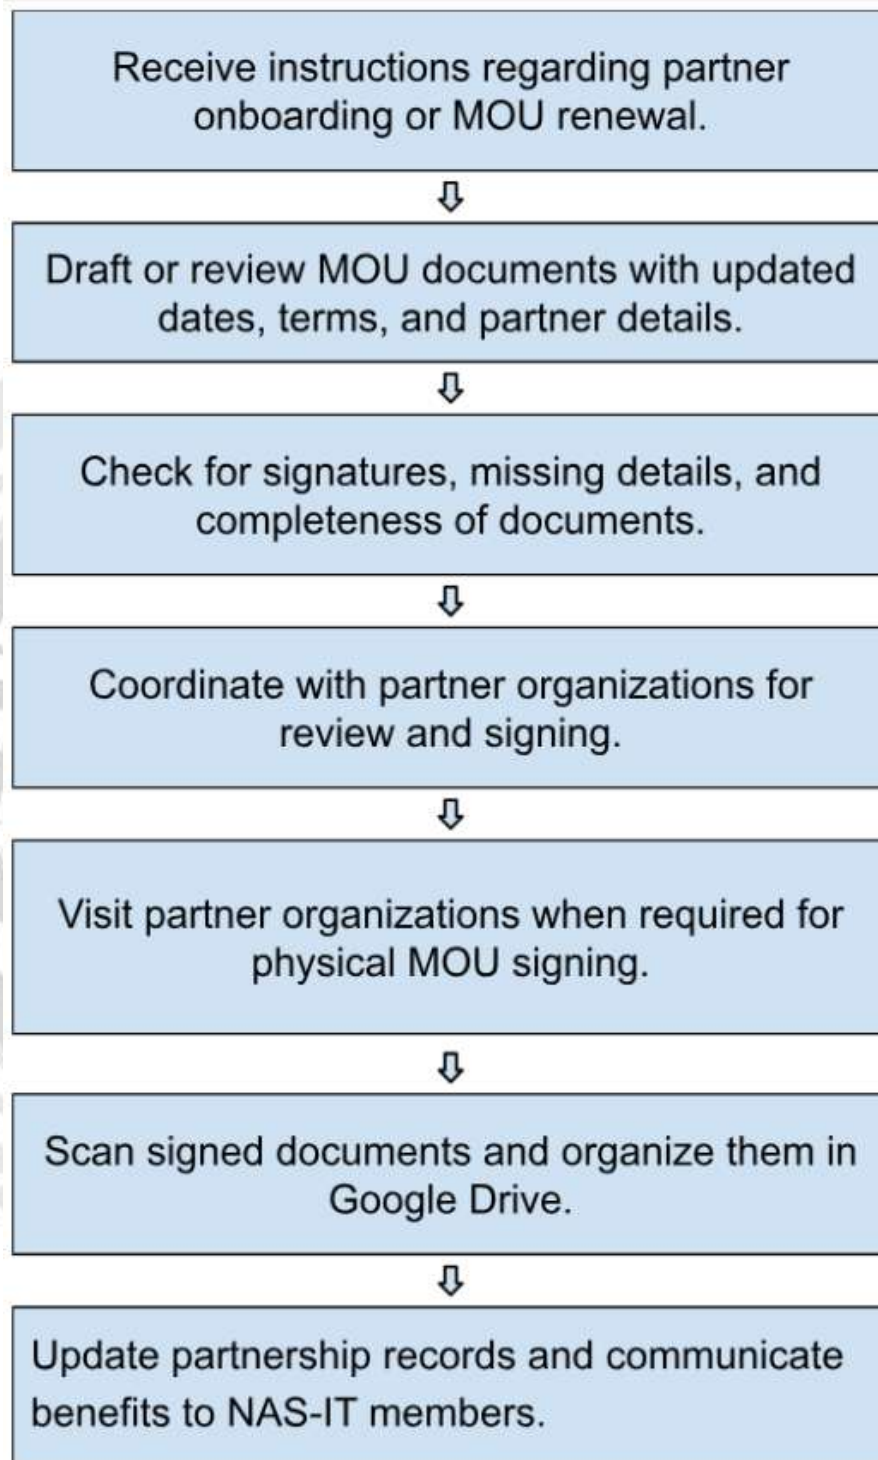 Receive instructions regarding partner
onboarding or MOU renewal.
Draft or review MOU documents with updated
dates, terms, and partner details.
Check for signatures, missing details, and
completeness of documents.
Coordinate with partner organizations for
review and signing.
Visit partner organizations when required for
physical MOU signing.
Scan signed documents and organize them in
Google Drive.
Update partnership records and communicate
benefits to NAS-IT members.